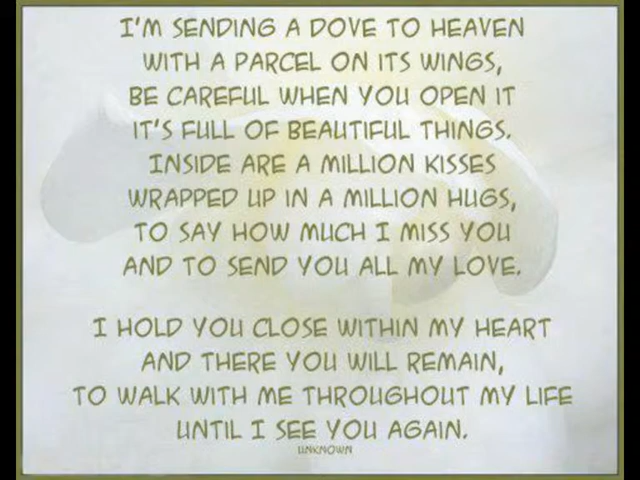 I'M SENDING A DOVE TO HEAVEN
WITH A PARCEL ON ITS WINGS,
BE CAREFUL WHEN YOU OPEN IT
IT'S FULL OF BEAUTIFUL THINGS.
INSIDE ARE A MILLION KISSES
WRAPPED UP IN A MILLION HUGS,
TO SAY HOW MUCH I MISS YOU
AND TO SEND YOU ALL MY LOVE.
I HOLD YOU CLOSE WITHIN MY HEART
AND THERE YOU WILL REMAIN,
TO WALK WITH ME THROUGHOUT MY LIFE
UNTIL I SEE YOU AGAIN.
UNKNOWN